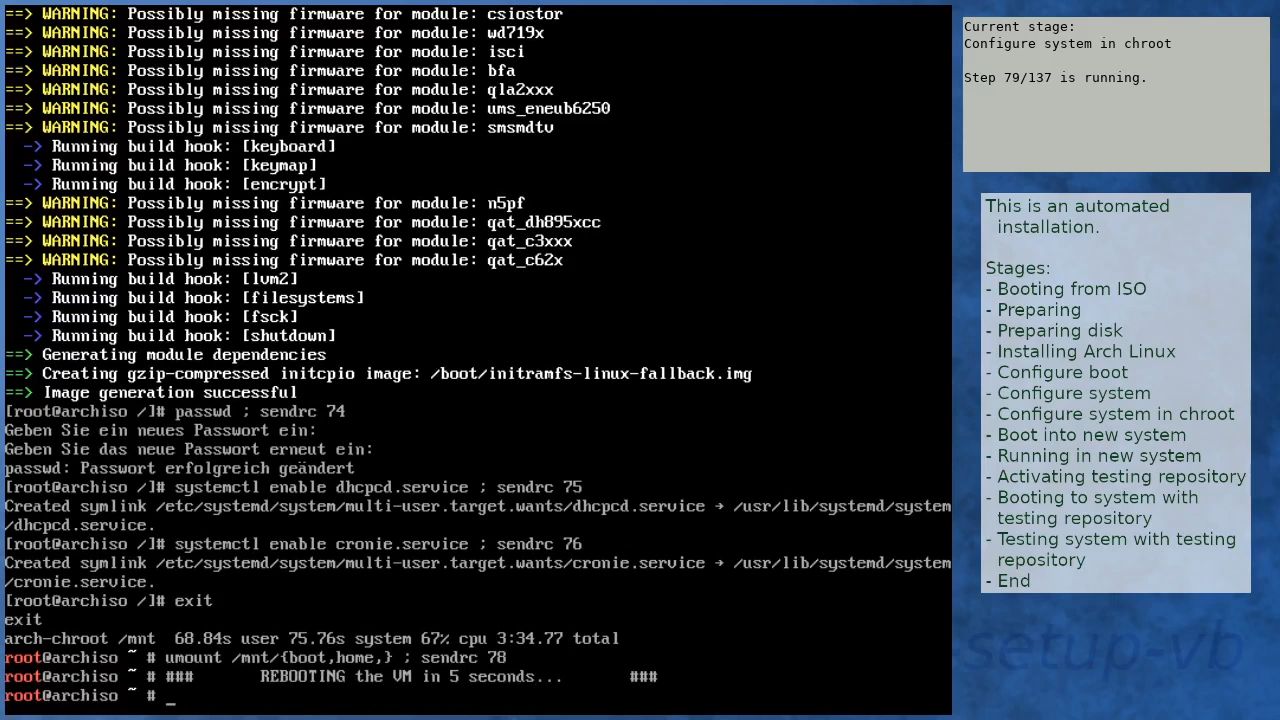 ==> WARNING: Possibly missing firmware for module: csiostor
==> WARNING: Possibly missing firmware for module: wd719x
==> WARNING: Possibly missing firmware for module: isci
==> WARNING: Possibly missing firmware for module: bfa
==> WARNING: Possibly missing firmware for module: qla2xxx
==> WARNING: Possibly missing firmware for module: ums_eneub6250
==> WARNING: Possibly missing firmware for module: smsmdtv
-> Running build hook: [keyboard]
-> Running build hook: [keymap]
-> Running build hook: [encrypt]
==> WARNING: Possibly missing firmware for module: n5pf
==> WARNING: Possibly missing firmware for module: qat_dh895xcc
==> WARNING: Possibly missing firmware for module: qat_c3xxx
==> WARNING: Possibly missing firmware for module: qat_c62x
-> Running build hook: [lvm2]
-> Running build hook: [filesystems]
-> Running build hook: [fsck]
-> Running build hook: [shutdown]
==> Generating module dependencies
==> Creating gzip-compressed initcpio image: /boot/initramfs-linux-fallback.img
==> Image generation successful
[root@archiso /]# passwd ; sendrc 74
Geben Sie ein neues Passwort ein:
Geben Sie das neue Passwort erneut ein:
passwd: Passwort erfolgreich geändert
[root@archiso /]# systemctl enable dhcpcd.service ; sendrc 75
Created symlink /etc/systemd/system/multi-user.target.wants/dhcpcd.service → /usr/lib/systemd/system
/dhcpcd.service.
[root@archiso /]# systemctl enable cronie.service ; sendrc 76
Created symlink /etc/systemd/system/multi-user.target.wants/cronie.service → /usr/lib/systemd/system
/cronie.service.
[root@archiso /]# exit
exit
arch-chroot /mnt  68.84s user 75.76s system 67% cpu 3:34.77 total
root@archiso ~ # umount /mnt/{boot,home,} ; sendrc 78
root@archiso ~ # ###       REBOOTING the VM in 5 seconds...       ###
root@archiso ~ # _
Current stage:
Configure system in chroot
Step 79/137 is running.
This is an automated
installation.
Stages:
- Booting from ISO
- Preparing
- Preparing disk
- Installing Arch Linux
- Configure boot
- Configure system
- Configure system in chroot
- Boot into new system
- Running in new system
- Activating testing repository
- Booting to system with
testing repository
- Testing system with testing
repository
- End
-setup-vb